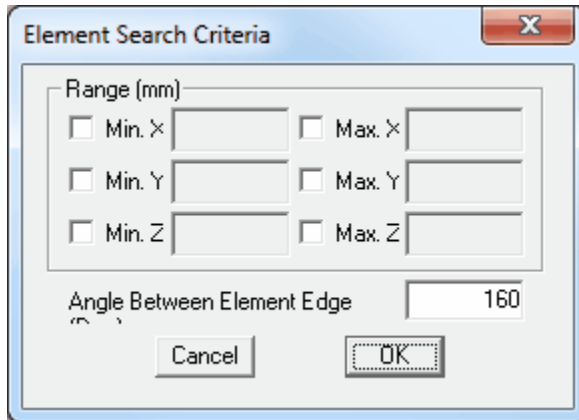 Element Search Criteria
Range (mm)
Min. X Max. X
Min. Y Max. Y
Min. Z Max. Z
Angle Between Element Edge 160
Cancel OK